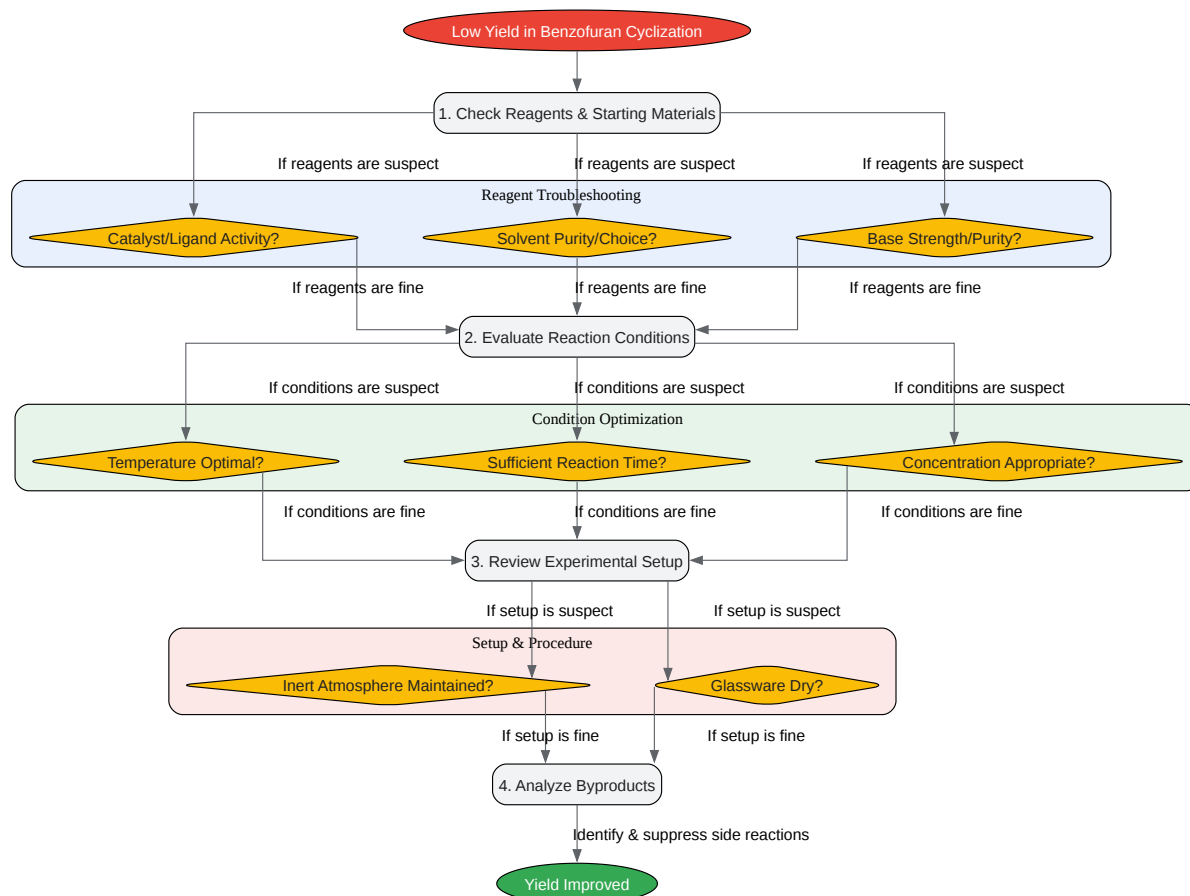 Low Yield in Benzofuran Cyclization
1. Check Reagents & Starting Materials
If reagents are suspect
If reagents are suspect
If reagents are suspect
Reagent Troubleshooting
Catalyst/Ligand Activity?
Solvent Purity/Choice?
Base Strength/Purity?
If reagents are fine
If reagents are fine
If reagents are fine
2. Evaluate Reaction Conditions
If conditions are suspect
If conditions are suspect
If conditions are suspect
Condition Optimization
Temperature Optimal?
Sufficient Reaction Time?
Concentration Appropriate?
If conditions are fine
If conditions are fine
If conditions are fine
3. Review Experimental Setup
If setup is suspect
If setup is suspect
Setup & Procedure
Inert Atmosphere Maintained?
Glassware Dry?
If setup is fine
If setup is fine
4. Analyze Byproducts
Identify & suppress side reactions
Yield Improved